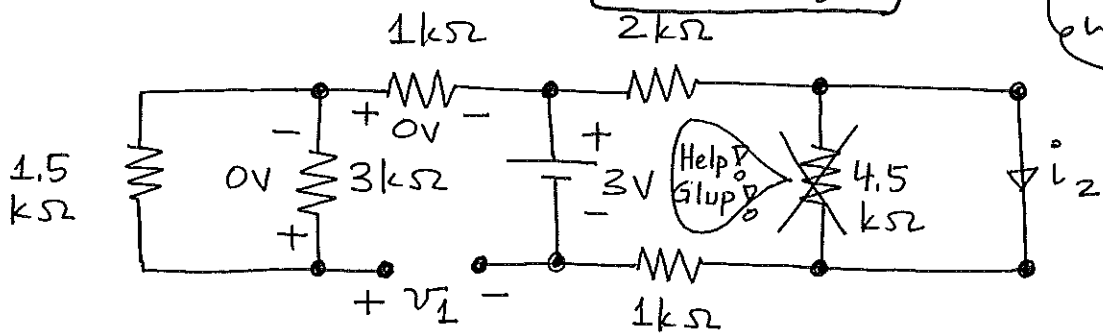 1kΩ 2kΩ
+ 0V - +
1.5 kΩ
- 0V + 3kΩ
3V -
Help!
Glup!
4.5 kΩ
i₂
+ v₁ -
1kΩ